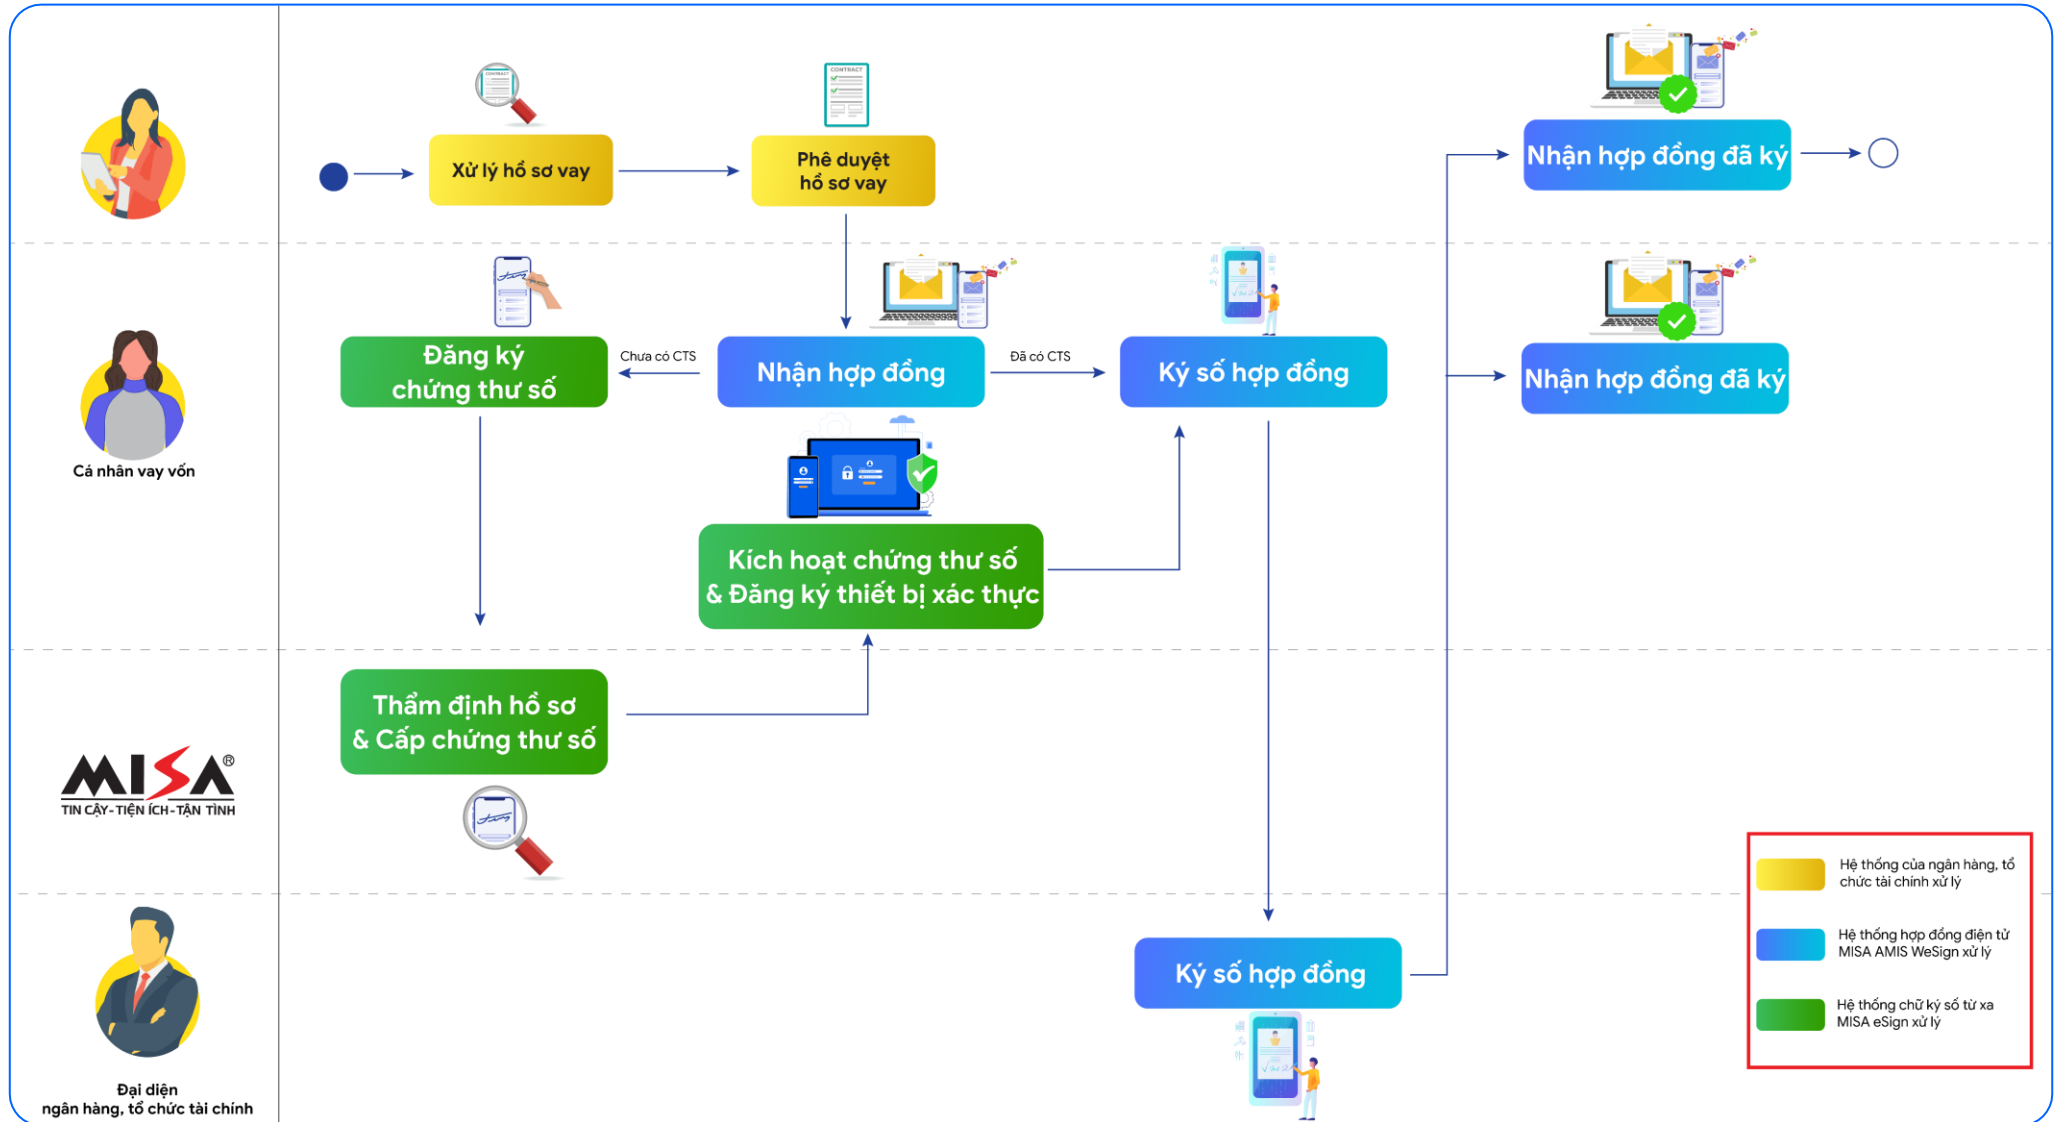 CONTRACT
CONTRACT
Xử lý hồ sơ vay
Phê duyệt
hồ sơ vay
Nhận hợp đồng đã ký
Đăng ký
chứng thư số
Chưa có CTS
Nhận hợp đồng
Đã có CTS
Ký số hợp đồng
Nhận hợp đồng đã ký
Cá nhân vay vốn
Kích hoạt chứng thư số
& Đăng ký thiết bị xác thực
Thẩm định hồ sơ
& Cấp chứng thư số
MISA®
TIN CẬY-TIỆN ÍCH-TẬN TÌNH
Hệ thống của ngân hàng, tổ
chức tài chính xử lý
Hệ thống hợp đồng điện tử
MISA AMIS WeSign xử lý
Hệ thống chữ ký số từ xa
MISA eSign xử lý
Ký số hợp đồng
Đại diện
ngân hàng, tổ chức tài chính